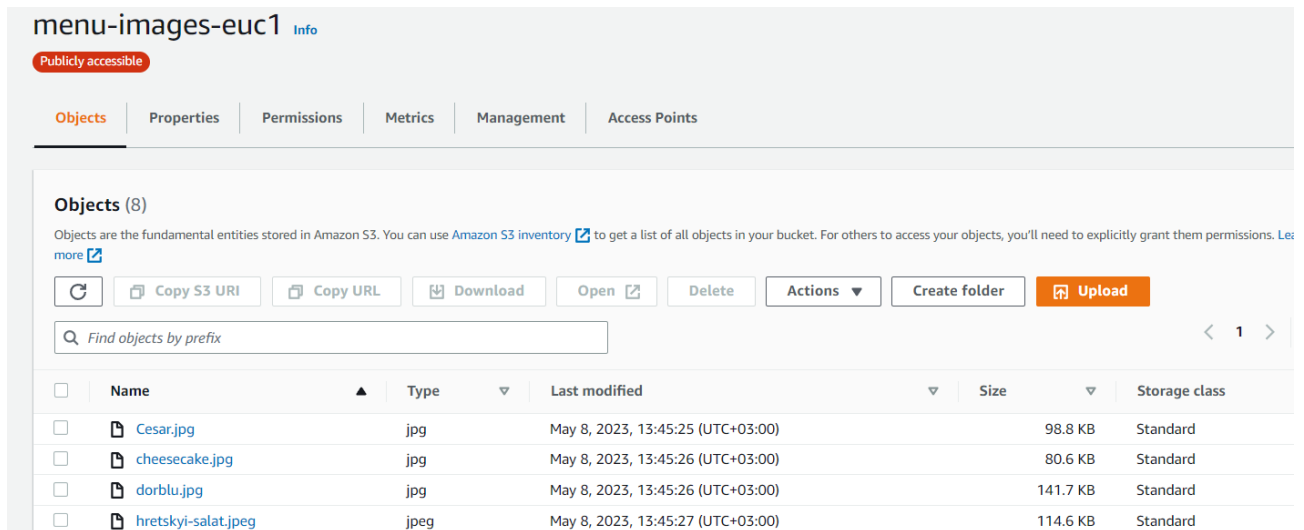 menu-images-euc1 Info
Publicly accessible
Objects Properties Permissions Metrics Management Access Points
Objects (8)
Objects are the fundamental entities stored in Amazon S3. You can use Amazon S3 inventory to get a list of all objects in your bucket. For others to access your objects, you'll need to explicitly grant them permissions. Lea
more
Copy S3 URI Copy URL Download Open Delete Actions Create folder Upload
Find objects by prefix
1
Name Type Last modified Size Storage class
Cesar.jpg jpg May 8, 2023, 13:45:25 (UTC+03:00) 98.8 KB Standard
cheesecake.jpg jpg May 8, 2023, 13:45:26 (UTC+03:00) 80.6 KB Standard
dorblu.jpg jpg May 8, 2023, 13:45:26 (UTC+03:00) 141.7 KB Standard
hretskyi-salat.jpeg jpeg May 8, 2023, 13:45:27 (UTC+03:00) 114.6 KB Standard